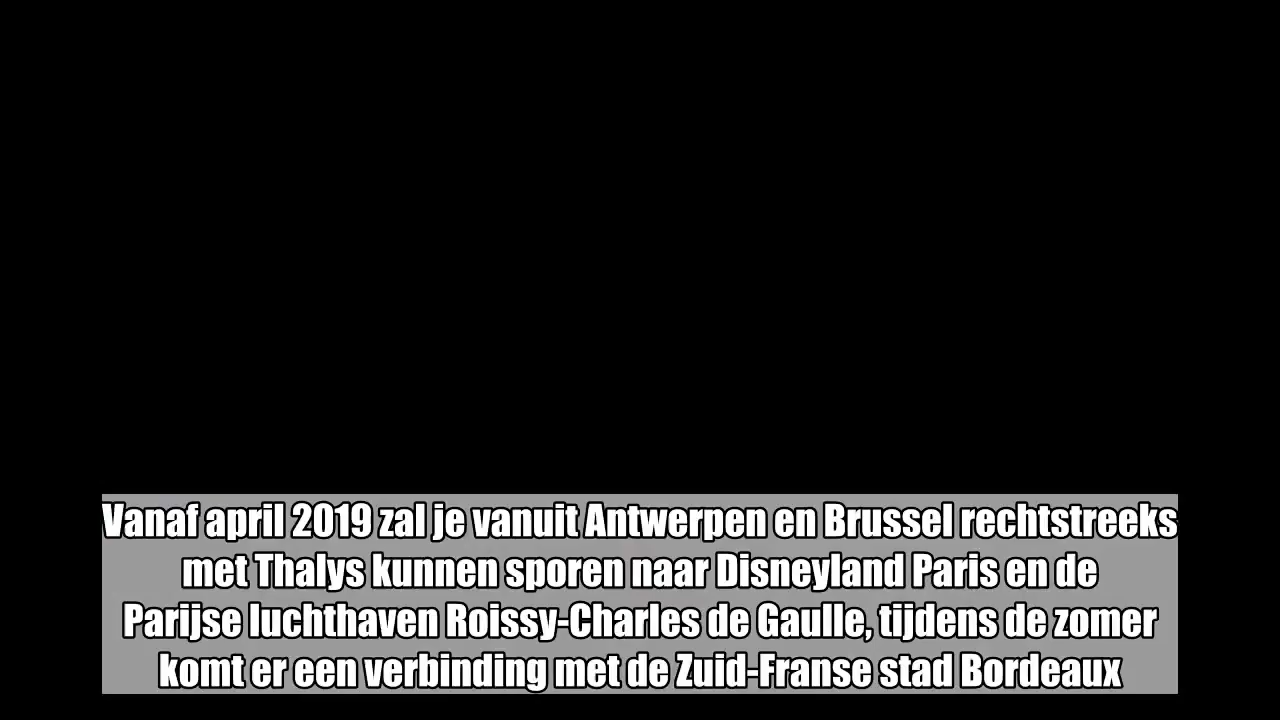 Vanaf april 2019 zal je vanuit Antwerpen en Brussel rechtstreeks
met Thalys kunnen sporen naar Disneyland Paris en de
Parijse luchthaven Roissy-Charles de Gaulle, tijdens de zomer
komt er een verbinding met de Zuid-Franse stad Bordeaux